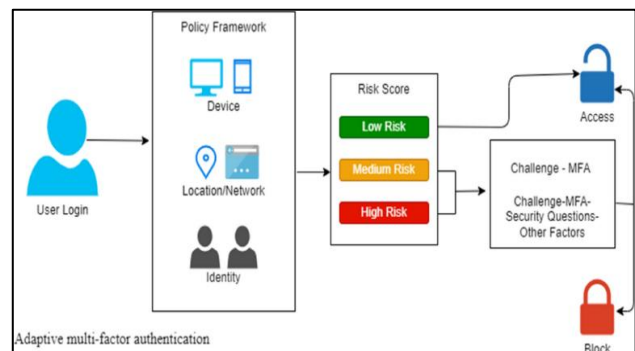 User Login
Policy Framework
Device
Location/Network
Identity
Risk Score
Low Risk
Medium Risk
High Risk
Access
Challenge - MFA
Challenge-MFA-
Security Questions-
Other Factors
Block
Adaptive multi-factor authentication